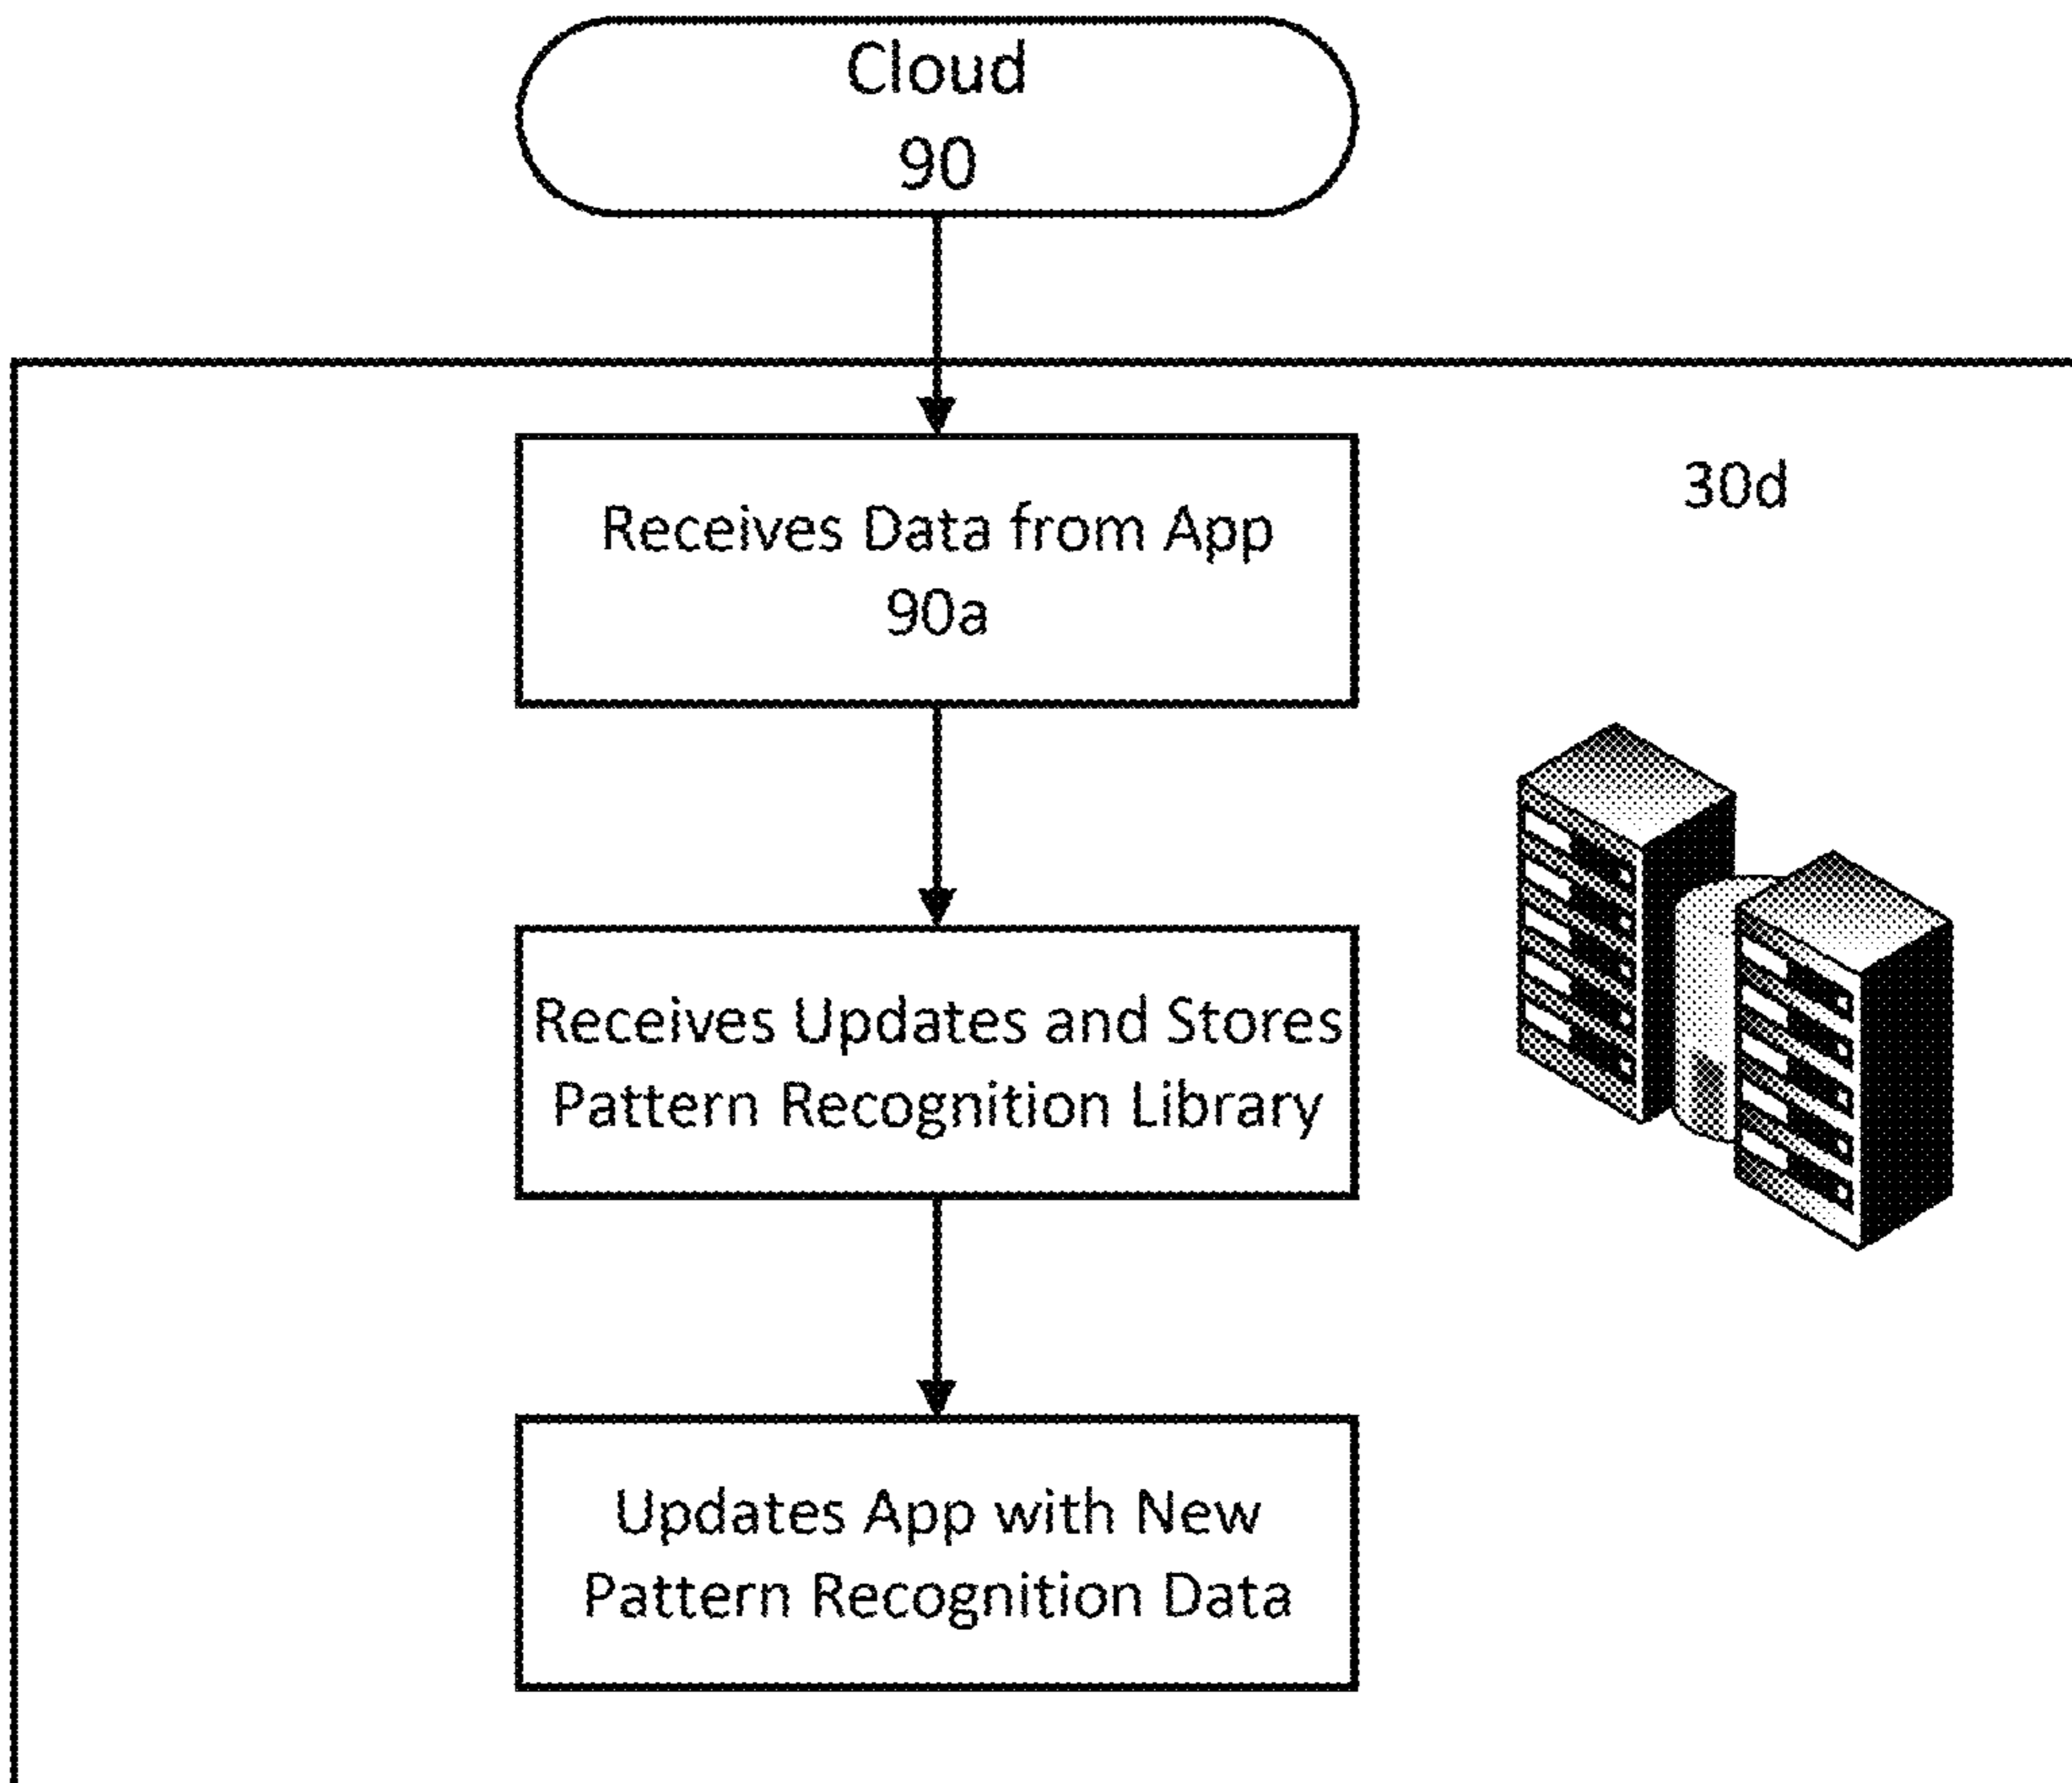 Cloud
90
Receives Data from App
90a
30d
Receives Updates and Stores
Pattern Recognition Library
Updates App with New
Pattern Recognition Data